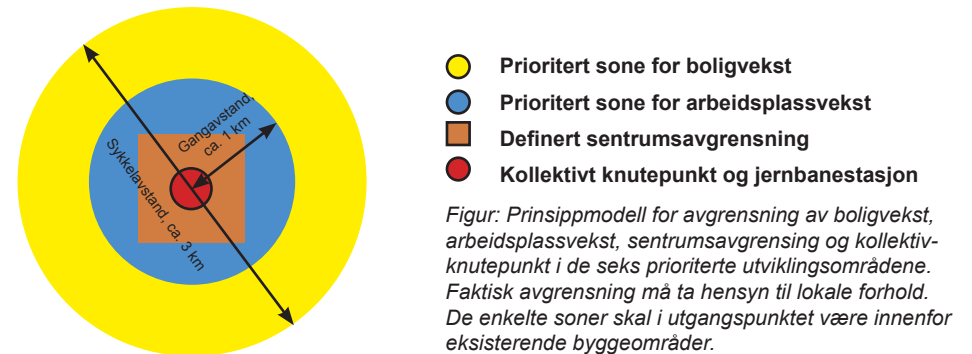 Gangavstand,
ca. 1 km
Sykkelavstand, ca. 3 km
Prioritert sone for boligvekst
Prioritert sone for arbeidsplassvekst
Definert sentrumsavgrensning
Kollektivt knutepunkt og jernbanestasjon
Figur: Prinsippmodell for avgrensning av boligvekst,
arbeidsplassvekst, sentrumsavgrensing og kollektiv-
knutepunkt i de seks prioriterte utviklingsområdene.
Faktisk avgrensning må ta hensyn til lokale forhold.
De enkelte soner skal i utgangspunktet være innenfor
eksisterende byggeområder.